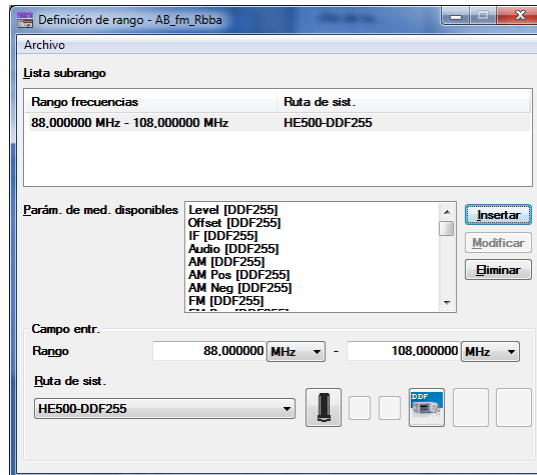 Definición de rango - AB_fm_Rbba
Archivo
Lista subrango
Rango frecuencias Ruta de sist.
88,000000 MHz - 108,000000 MHz HE500-DDF255
Parám. de med. disponibles
Level [DDF255]
Offset [DDF255]
IF [DDF255]
Audio [DDF255]
AM [DDF255]
AM Pos [DDF255]
AM Neg [DDF255]
FM [DDF255]
Insertar
Modificar
Eliminar
Campo entr.
Rango 88,000000 MHz - 108,000000 MHz
Ruta de sist.
HE500-DDF255
DDF